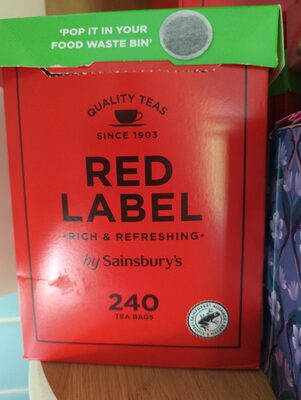 'POP IT IN YOUR
FOOD WASTE BIN'
QUALITY TEAS
SINCE 1903
RED
LABEL
•RICH & REFRESHING•
by Sainsbury's
240
TEA BAGS